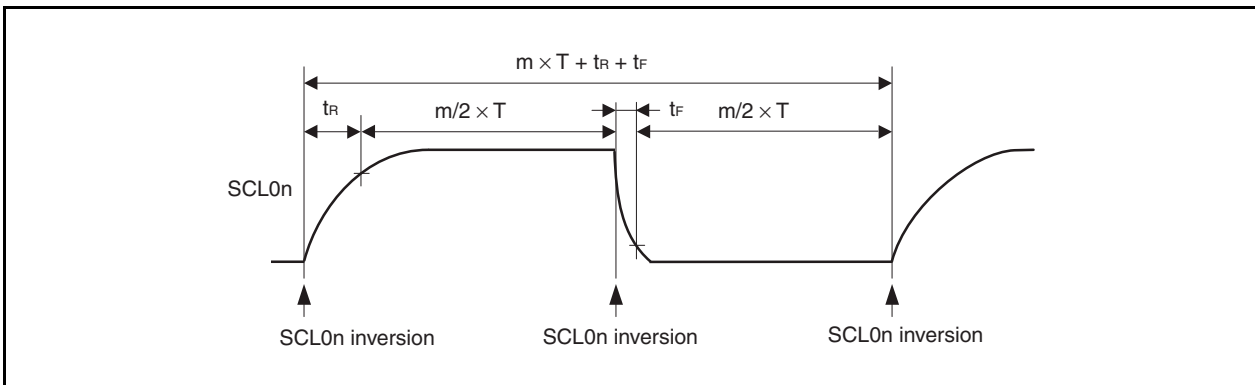 m × T + tR + tF
tR
m/2 × T
tF
m/2 × T
SCL0n
SCL0n inversion
SCL0n inversion
SCL0n inversion